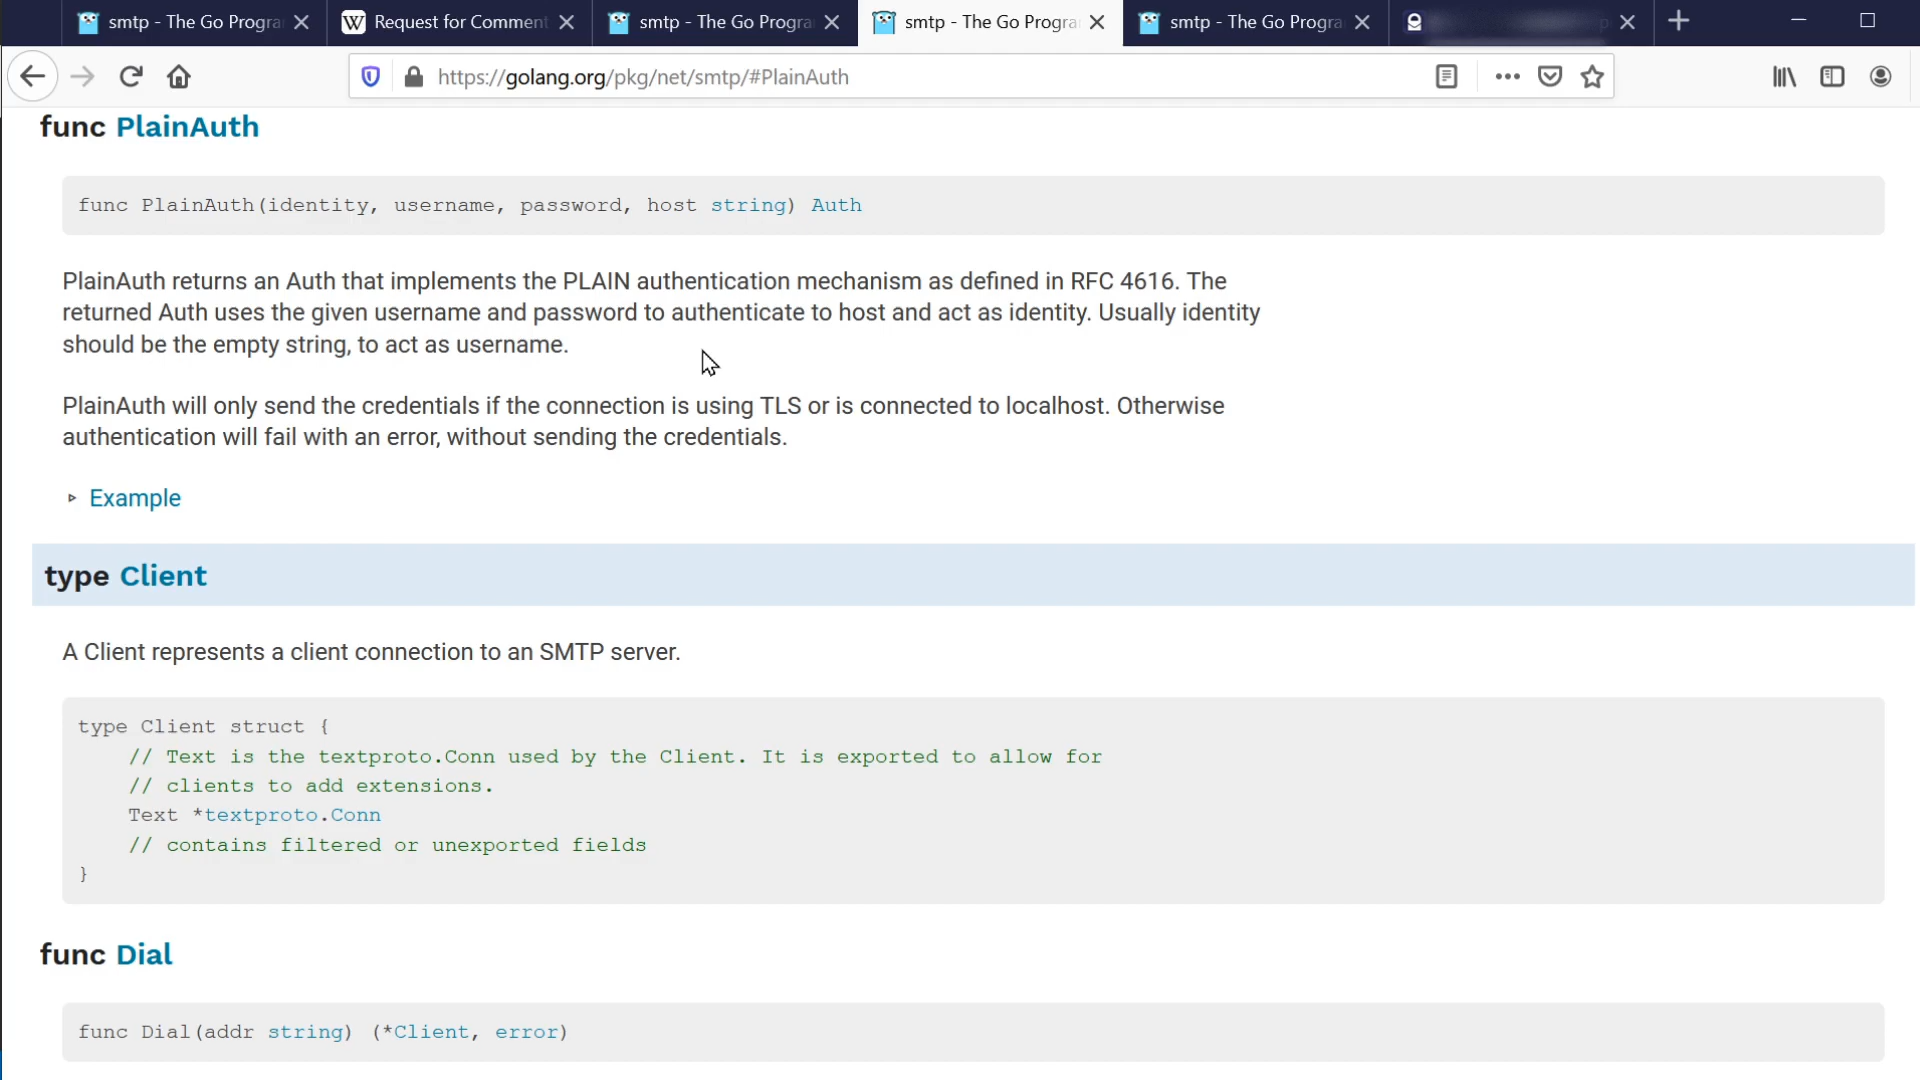 smtp - The Go Progra
Request for Comment
smtp - The Go Progra
smtp - The Go Progra
smtp - The Go Progra
https://golang.org/pkg/net/smtp/#PlainAuth
func PlainAuth
func PlainAuth(identity, username, password, host string) Auth
PlainAuth returns an Auth that implements the PLAIN authentication mechanism as defined in RFC 4616. The
returned Auth uses the given username and password to authenticate to host and act as identity. Usually identity
should be the empty string, to act as username.
PlainAuth will only send the credentials if the connection is using TLS or is connected to localhost. Otherwise
authentication will fail with an error, without sending the credentials.
Example
type Client
A Client represents a client connection to an SMTP server.
type Client struct {
// Text is the textproto.Conn used by the Client. It is exported to allow for
// clients to add extensions.
Text *textproto.Conn
// contains filtered or unexported fields
}
func Dial
func Dial(addr string) (*Client, error)